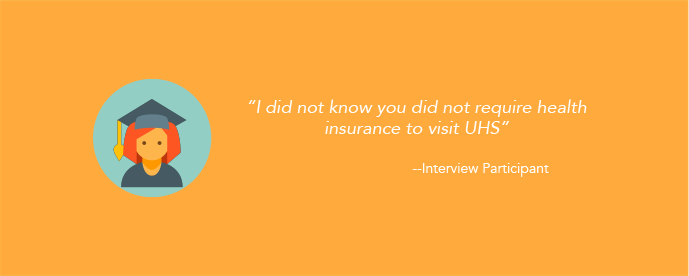 “I did not know you did not require health
insurance to visit UHS”
--Interview Participant